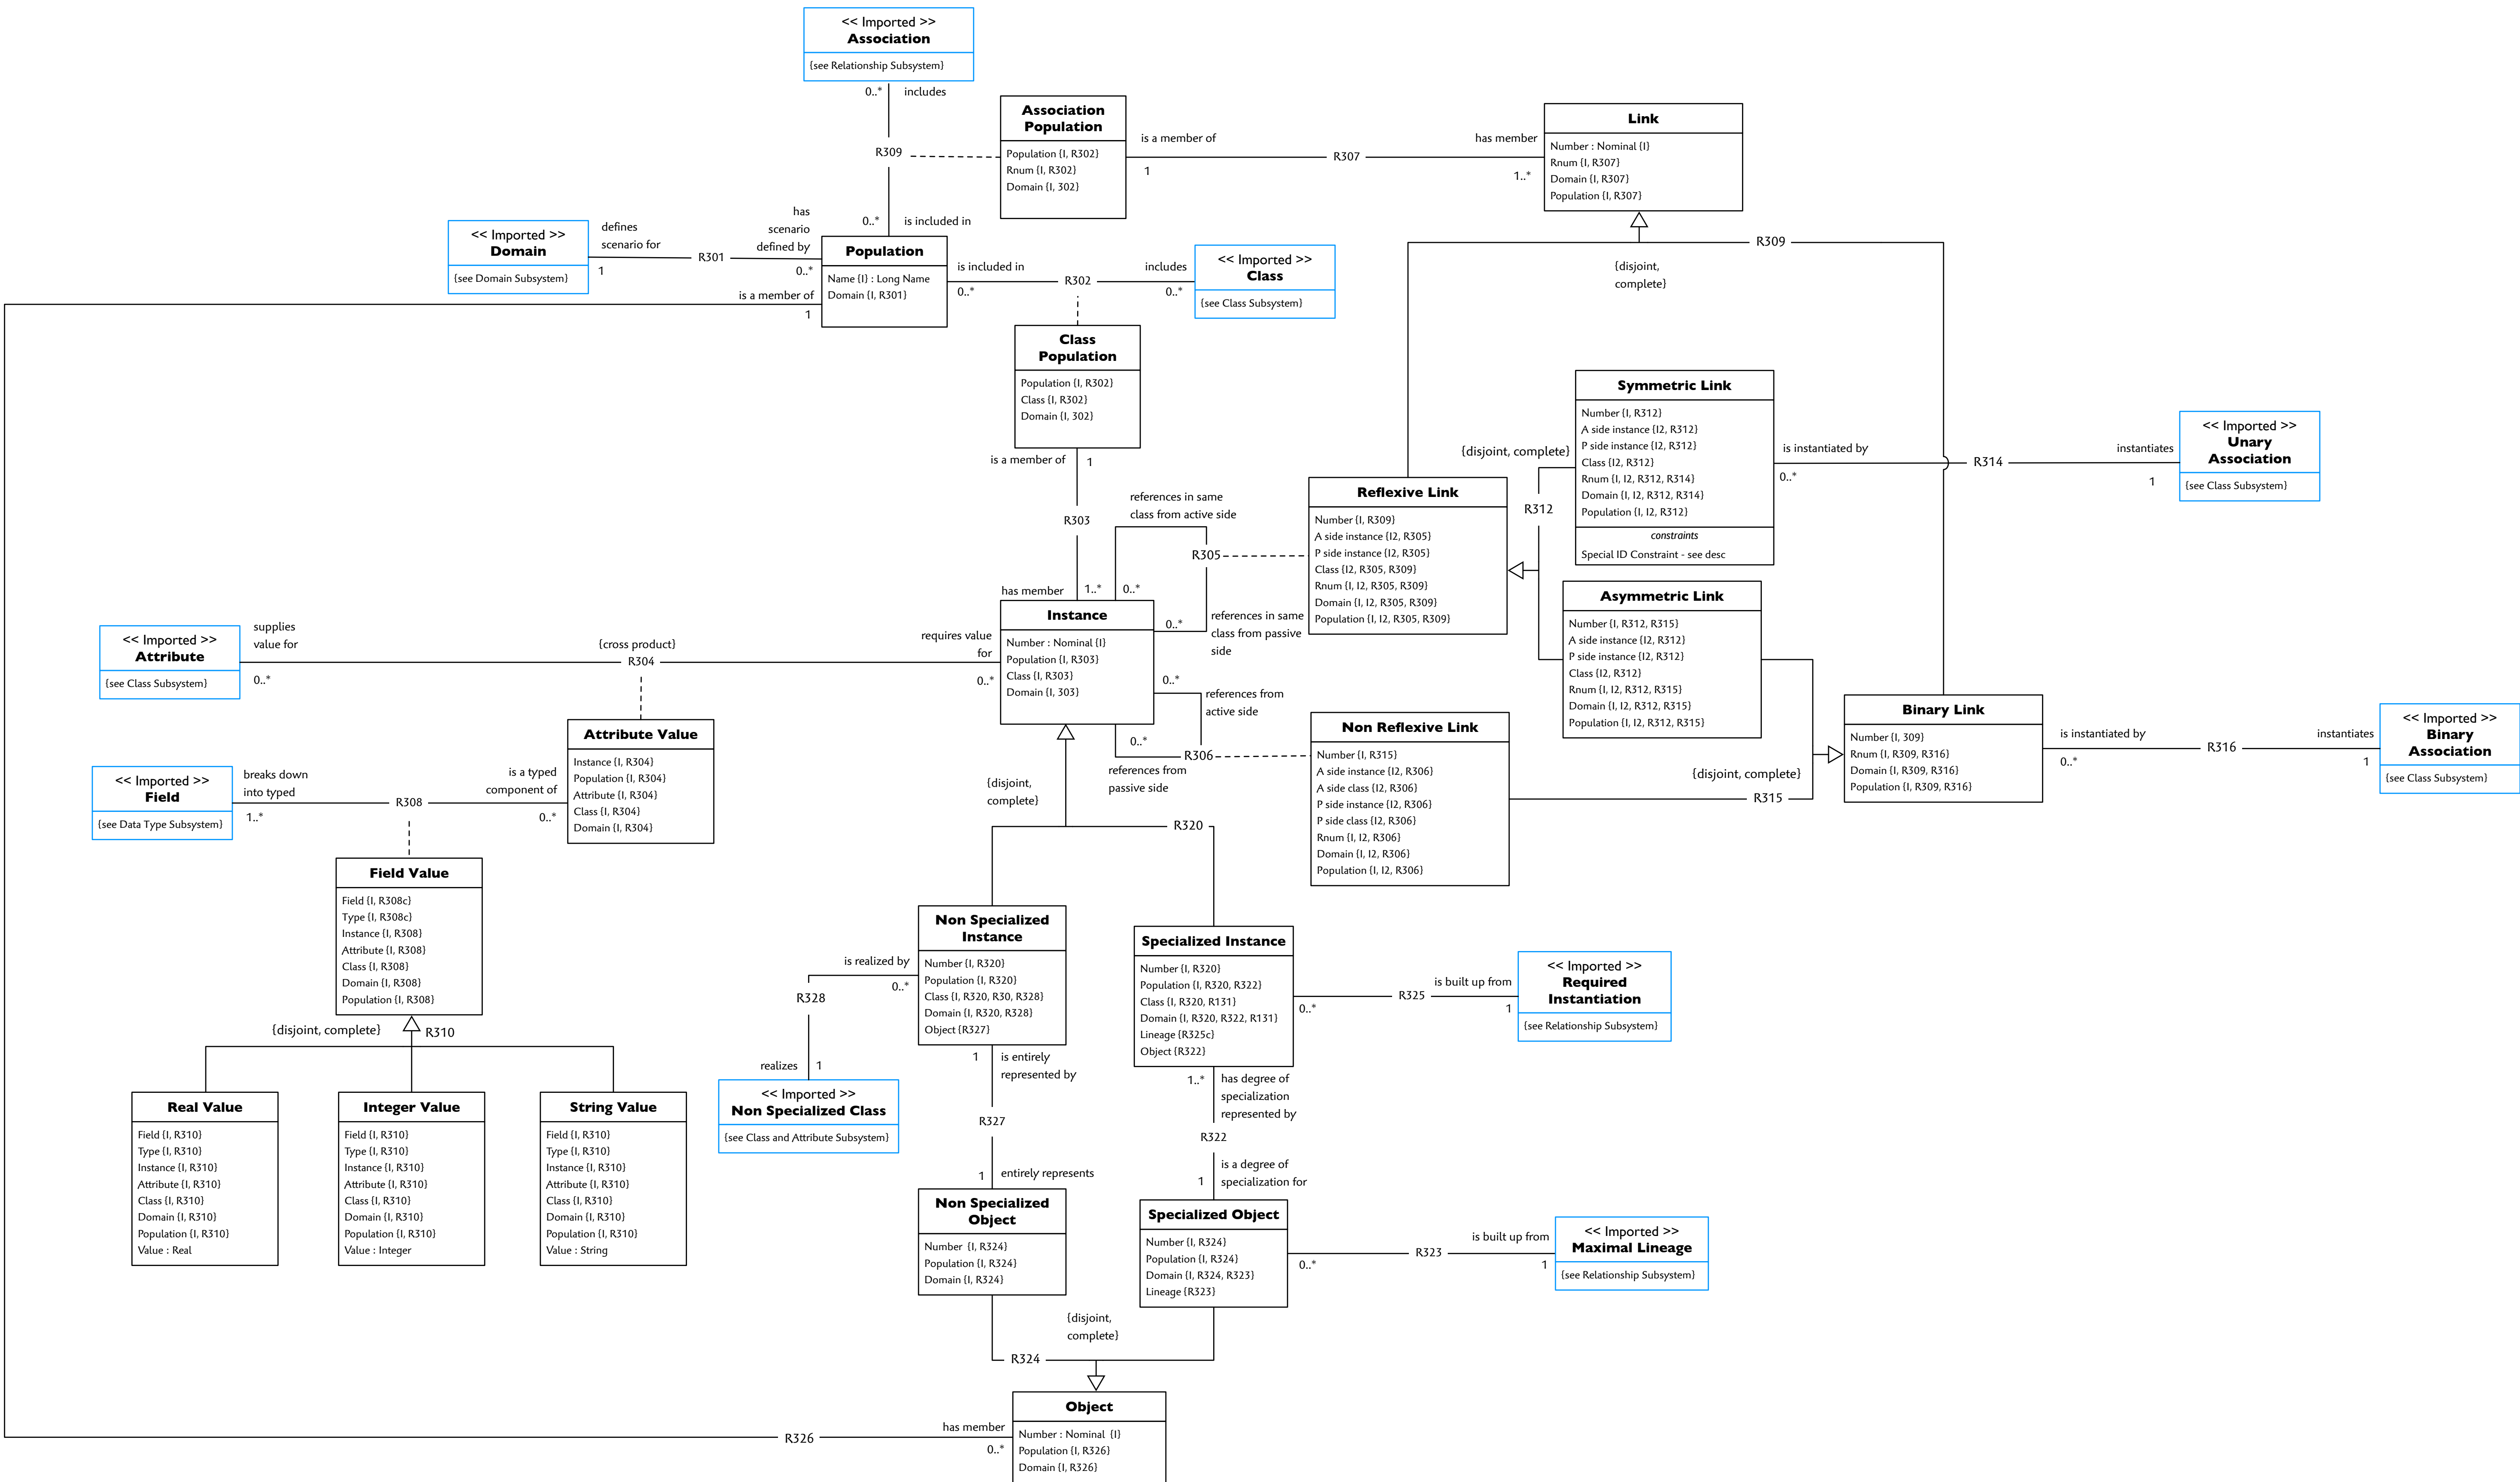 << Imported >>
Association
{see Relationship Subsystem}
0..*
includes
R309
0..*
is included in
Association
Population
Population {I, R302}
Rnum {I, R302}
Domain {I, 302}
is a member of
1
R307
has member
1..*
Link
Number : Nominal {I}
Rnum {I, R307}
Domain {I, R307}
Population {I, R307}
R309
{disjoint,
complete}
<< Imported >>
Domain
{see Domain Subsystem}
defines
scenario for
1
R301
has
scenario
defined by
0..*
is a member of
1
Population
Name {I} : Long Name
Domain {I, R301}
is included in
0..*
R302
includes
0..*
<< Imported >>
Class
{see Class Subsystem}
Class
Population
Population {I, R302}
Class {I, R302}
Domain {I, 302}
is a member of
1
R303
has member
1..*
references in same
class from active side
R305
0..*
0..*
references in same
class from passive
side
Reflexive Link
Number {I, R309}
A side instance {I2, R305}
P side instance {I2, R305}
Class {I2, R305, R309}
Rnum {I, I2, R305, R309}
Domain {I, I2, R305, R309}
Population {I, I2, R305, R309}
{disjoint, complete}
R312
Symmetric Link
Number {I, R312}
A side instance {I2, R312}
P side instance {I2, R312}
Class {I2, R312}
Rnum {I, I2, R312, R314}
Domain {I, I2, R312, R314}
Population {I, I2, R312}
constraints
Special ID Constraint - see desc
is instantiated by
0..*
R314
instantiates
1
<< Imported >>
Unary
Association
{see Class Subsystem}
Asymmetric Link
Number {I, R312, R315}
A side instance {I2, R312}
P side instance {I2, R312}
Class {I2, R312}
Rnum {I, I2, R312, R315}
Domain {I, I2, R312, R315}
Population {I, I2, R312, R315}
<< Imported >>
Attribute
{see Class Subsystem}
supplies
value for
0..*
{cross product}
R304
requires value
for
0..*
Instance
Number : Nominal {I}
Population {I, R303}
Class {I, R303}
Domain {I, 303}
0..*
references from
active side
0..*
R306
references from
passive side
Non Reflexive Link
Number {I, R315}
A side instance {I2, R306}
A side class {I2, R306}
P side instance {I2, R306}
P side class {I2, R306}
Rnum {I, I2, R306}
Domain {I, I2, R306}
Population {I, I2, R306}
{disjoint, complete}
R315
Binary Link
Number {I, 309}
Rnum {I, R309, R316}
Domain {I, R309, R316}
Population {I, R309, R316}
is instantiated by
0..*
R316
instantiates
1
<< Imported >>
Binary
Association
{see Class Subsystem}
Attribute Value
Instance {I, R304}
Population {I, R304}
Attribute {I, R304}
Class {I, R304}
Domain {I, R304}
<< Imported >>
Field
{see Data Type Subsystem}
breaks down
into typed
1..*
R308
is a typed
component of
0..*
Field Value
Field {I, R308c}
Type {I, R308c}
Instance {I, R308}
Attribute {I, R308}
Class {I, R308}
Domain {I, R308}
Population {I, R308}
{disjoint, complete}
R310
Real Value
Field {I, R310}
Type {I, R310}
Instance {I, R310}
Attribute {I, R310}
Class {I, R310}
Domain {I, R310}
Population {I, R310}
Value : Real
Integer Value
Field {I, R310}
Type {I, R310}
Instance {I, R310}
Attribute {I, R310}
Class {I, R310}
Domain {I, R310}
Population {I, R310}
Value : Integer
String Value
Field {I, R310}
Type {I, R310}
Instance {I, R310}
Attribute {I, R310}
Class {I, R310}
Domain {I, R310}
Population {I, R310}
Value : String
{disjoint,
complete}
R320
Non Specialized
Instance
Number {I, R320}
Population {I, R320}
Class {I, R320, R30, R328}
Domain {I, R320, R328}
Object {R327}
is realized by
0..*
R328
realizes
1
<< Imported >>
Non Specialized Class
{see Class and Attribute Subsystem}
1
is entirely
represented by
R327
1
entirely represents
Non Specialized
Object
Number {I, R324}
Population {I, R324}
Domain {I, R324}
Specialized Instance
Number {I, R320}
Population {I, R320, R322}
Class {I, R320, R131}
Domain {I, R320, R322, R131}
Lineage {R325c}
Object {R322}
0..*
R325
is built up from
1
<< Imported >>
Required
Instantiation
{see Relationship Subsystem}
1..*
has degree of
specialization
represented by
R322
is a degree of
specialization for
1
Specialized Object
Number {I, R324}
Population {I, R324}
Domain {I, R324, R323}
Lineage {R323}
0..*
R323
is built up from
1
<< Imported >>
Maximal Lineage
{see Relationship Subsystem}
{disjoint,
complete}
R324
Object
Number : Nominal {I}
Population {I, R326}
Domain {I, R326}
R326
has member
0..*